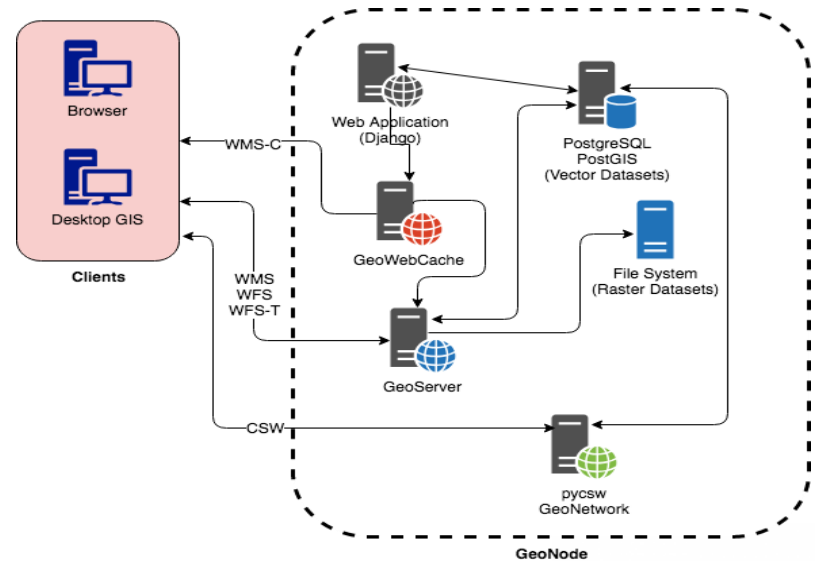 Browser
Desktop GIS
Clients
WMS-C
WMS
WFS
WFS-T
CSW
Web Application
(Django)
GeoWebCache
GeoServer
PostgreSQL
PostGIS
(Vector Datasets)
File System
(Raster Datasets)
pycsw
GeoNetwork
GeoNode